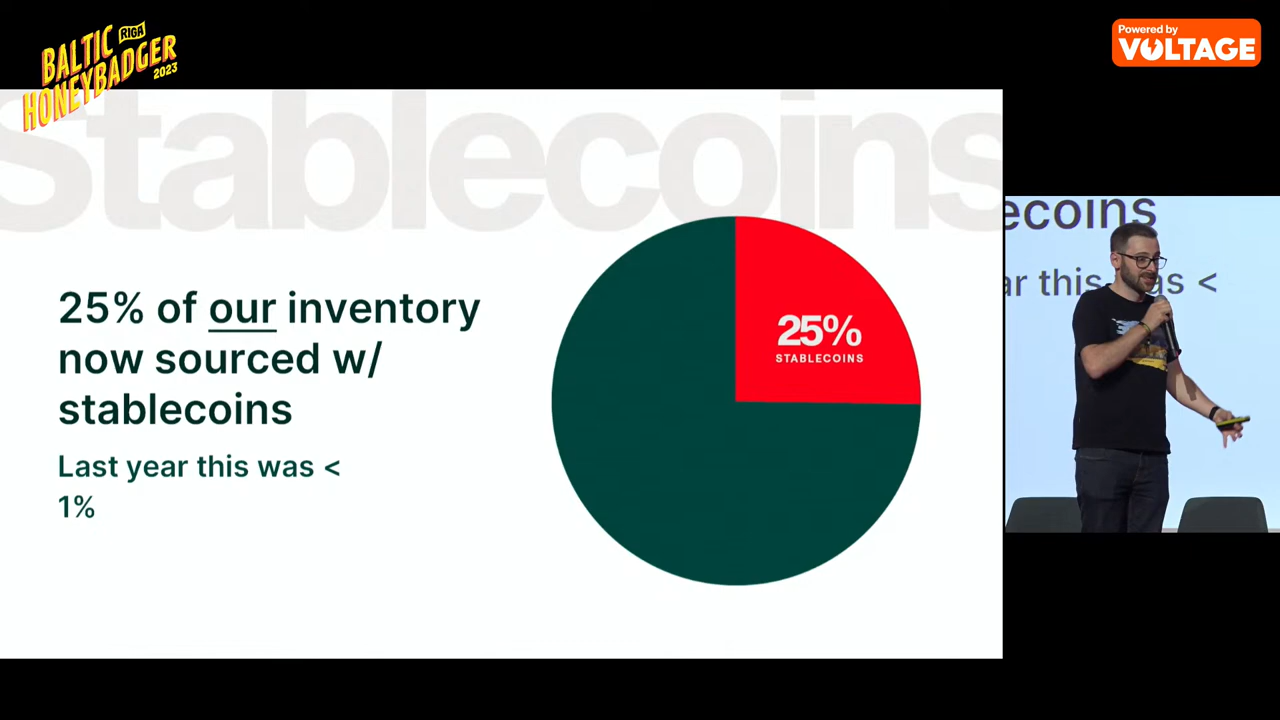 BALTIC
RIGA
HONEYBADGER
2023
Powered by
VOLTAGE
Stablecoins
25% of our inventory
now sourced w/
stablecoins
Last year this was <
1%
25%
STABLECOINS
ecoins
ar this was <